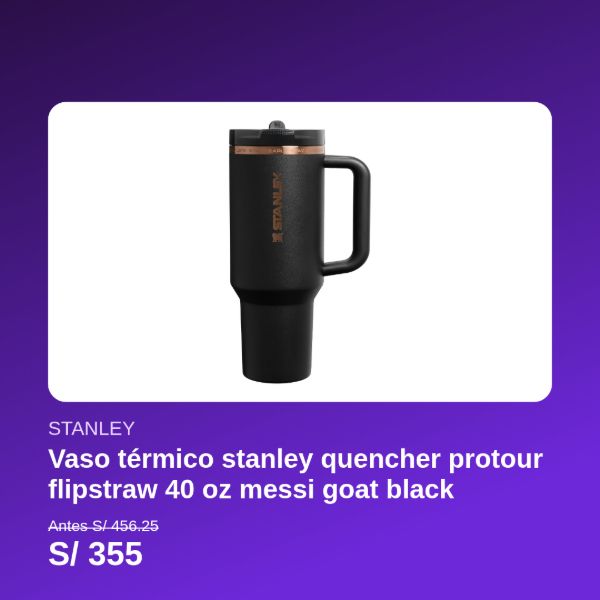 STANLEY
STANLEY
Vaso térmico stanley quencher protour
flipstraw 40 oz messi goat black
Antes S/ 456.25
S/ 355